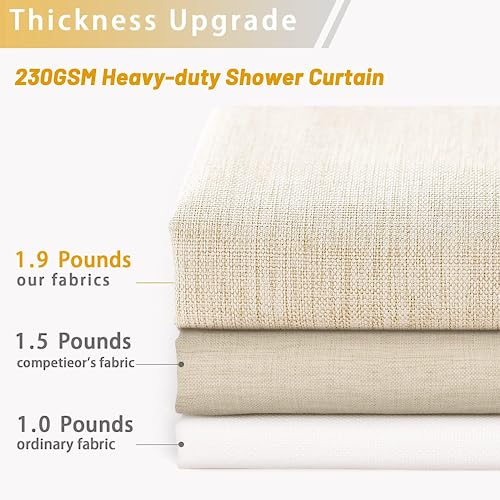 Thickness Upgrade
230GSM Heavy-duty Shower Curtain
1.9 Pounds
our fabrics
1.5 Pounds
competieor's fabric
1.0 Pounds
ordinary fabric